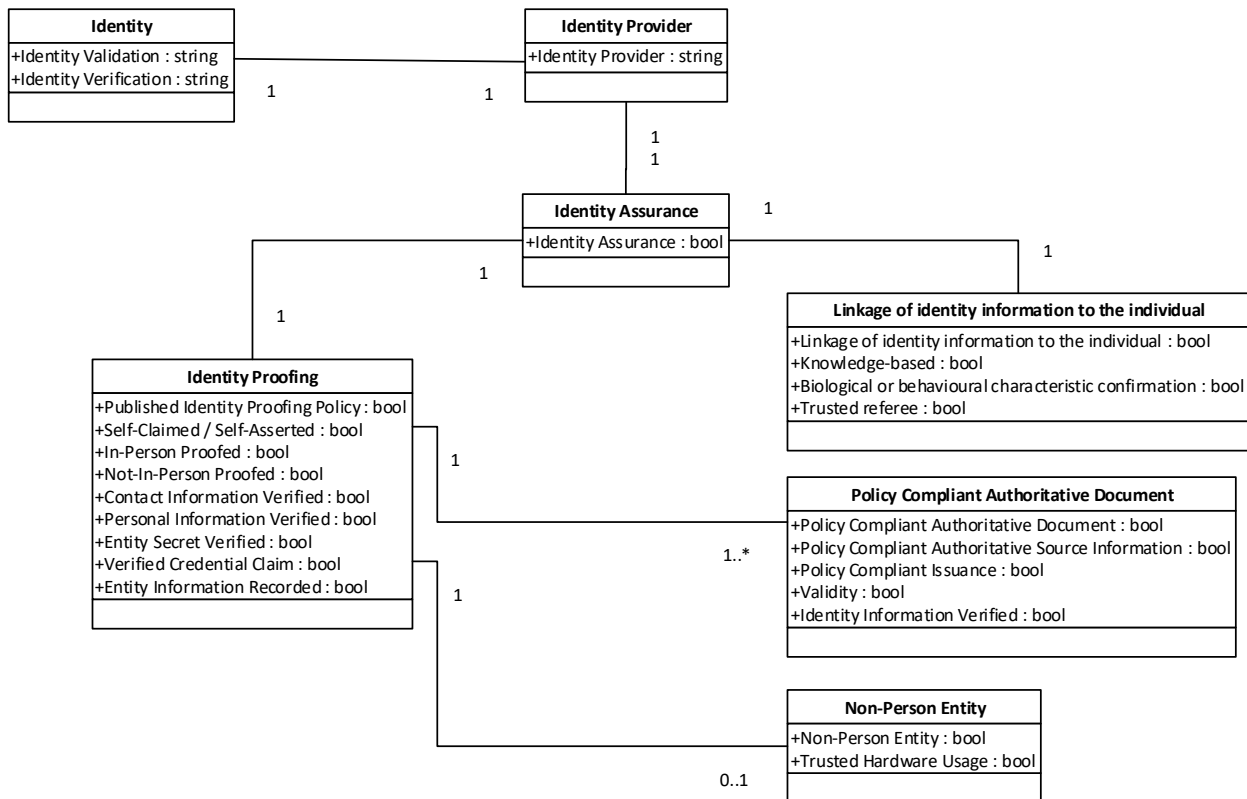 Identity
+Identity Validation : string
+Identity Verification : string
Identity Provider
+Identity Provider : string
1
1
1
1
Identity Assurance
+Identity Assurance : bool
1
1
1
1
Linkage of identity information to the individual
+Linkage of identity information to the individual : bool
+Knowledge-based : bool
+Biological or behavioural characteristic confirmation : bool
+Trusted referee : bool
Identity Proofing
+Published Identity Proofing Policy : bool
+Self-Claimed / Self-Asserted : bool
+In-Person Proofed : bool
+Not-In-Person Proofed : bool
+Contact Information Verified : bool
+Personal Information Verified : bool
+Entity Secret Verified : bool
+Verified Credential Claim : bool
+Entity Information Recorded : bool
1
1..*
Policy Compliant Authoritative Document
+Policy Compliant Authoritative Document : bool
+Policy Compliant Authoritative Source Information : bool
+Policy Compliant Issuance : bool
+Validity : bool
+Identity Information Verified : bool
1
0..1
Non-Person Entity
+Non-Person Entity : bool
+Trusted Hardware Usage : bool